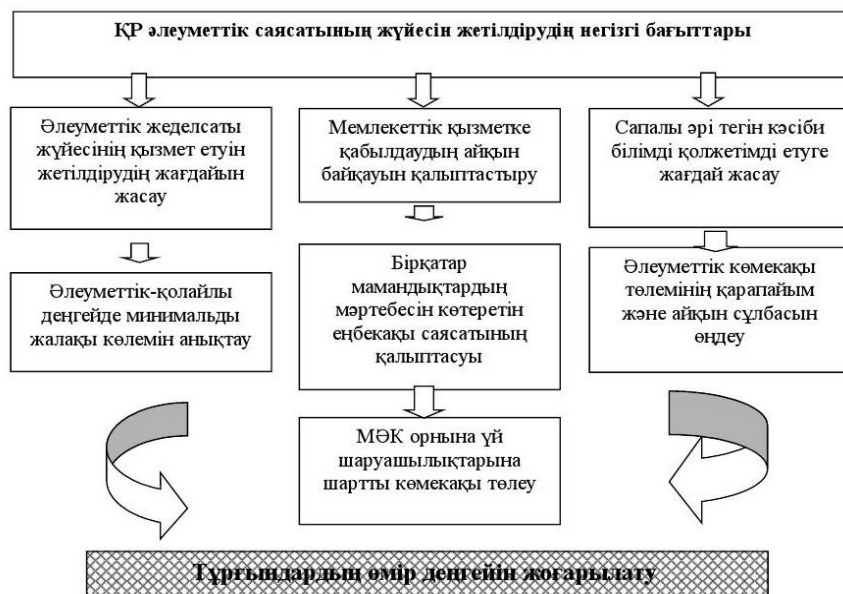 ҚР әлеуметтік саясатының жүйесін жетілдірудің негізгі бағыттары
Әлеуметтік жеделсаты
жүйесінің қызмет етуін
жетілдірудің жағдайын
жасау
Мемлекеттік қызметке
қабылдаудың айқын
байқауын қалыптастыру
Сапалы әрі тегін кәсіби
білімді қолжетімді етуге
жағдай жасау
Әлеуметтік-қолайлы
деңгейде минимальды
жалақы көлемін анықтау
Бірқатар
мамандықтардың
мәртебесін көтеретін
еңбекақы саясатының
қалыптасуы
Әлеуметтік көмекақы
төлемінің қарапайым
және айқын сұлбасын
өңдеу
МӘК орнына үй
шаруашылықтарына
шартты көмекақы төлеу
Тұрғындардың өмір деңгейін жоғарылату